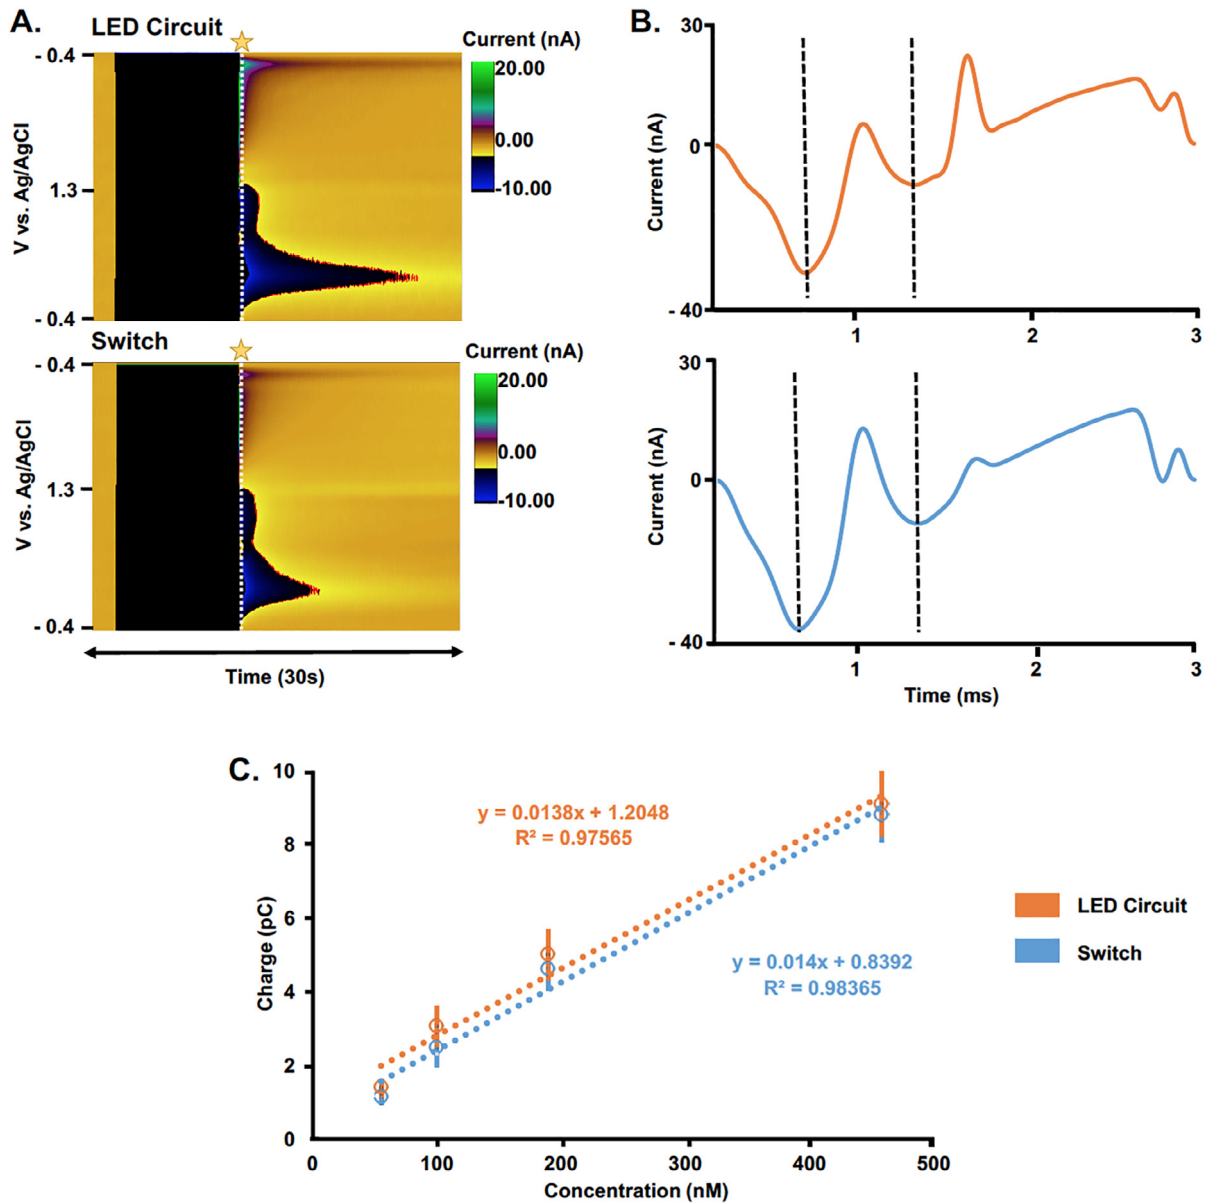 A.
LED Circuit
Current (nA)
20.00
0.00
-10.00
- 0.4
1.3
- 0.4
V vs. Ag/AgCl
Switch
Current (nA)
20.00
0.00
-10.00
- 0.4
1.3
- 0.4
V vs. Ag/AgCl
Time (30s)
B.
30
0
- 40
Current (nA)
1 2 3
30
0
- 40
Current (nA)
1 2 3
Time (ms)
C.
10
8
6
4
2
0
Charge (pC)
y = 0.0138x + 1.2048
R² = 0.97565
y = 0.014x + 0.8392
R² = 0.98365
0 100 200 300 400 500
Concentration (nM)
LED Circuit
Switch